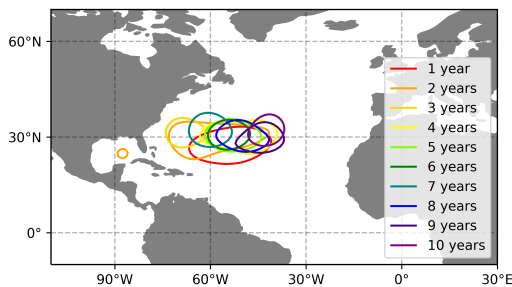 60°N
30°N
0°
90°W
60°W
30°W
0°
30°E
1 year
2 years
3 years
4 years
5 years
6 years
7 years
8 years
9 years
10 years